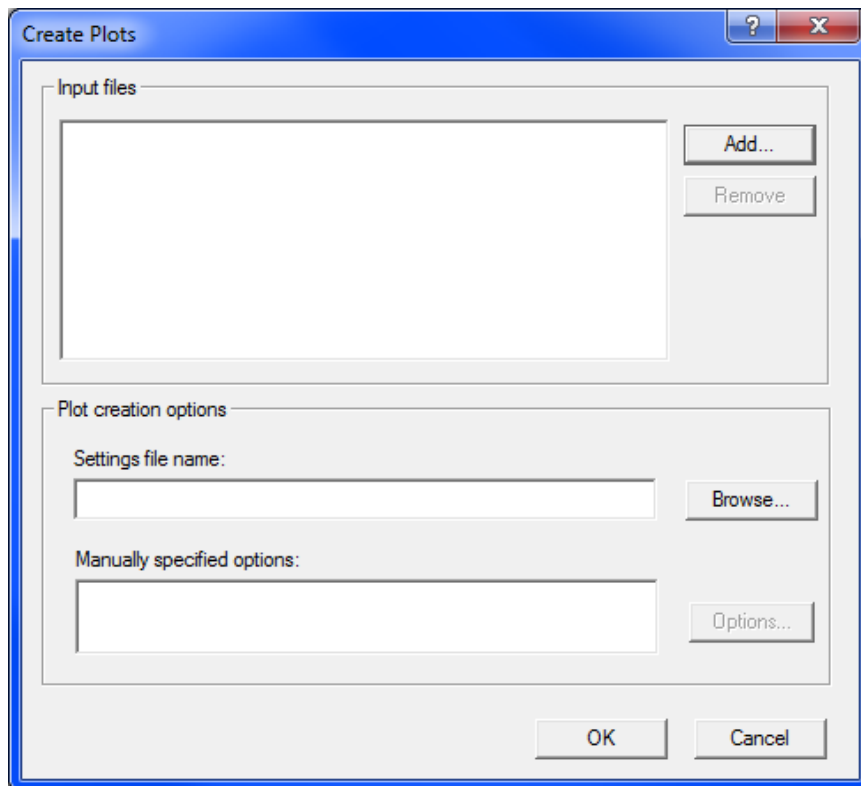 Create Plots
?
Input files
Add...
Remove
Plot creation options
Settings file name:
Browse...
Manually specified options:
Options...
OK
Cancel